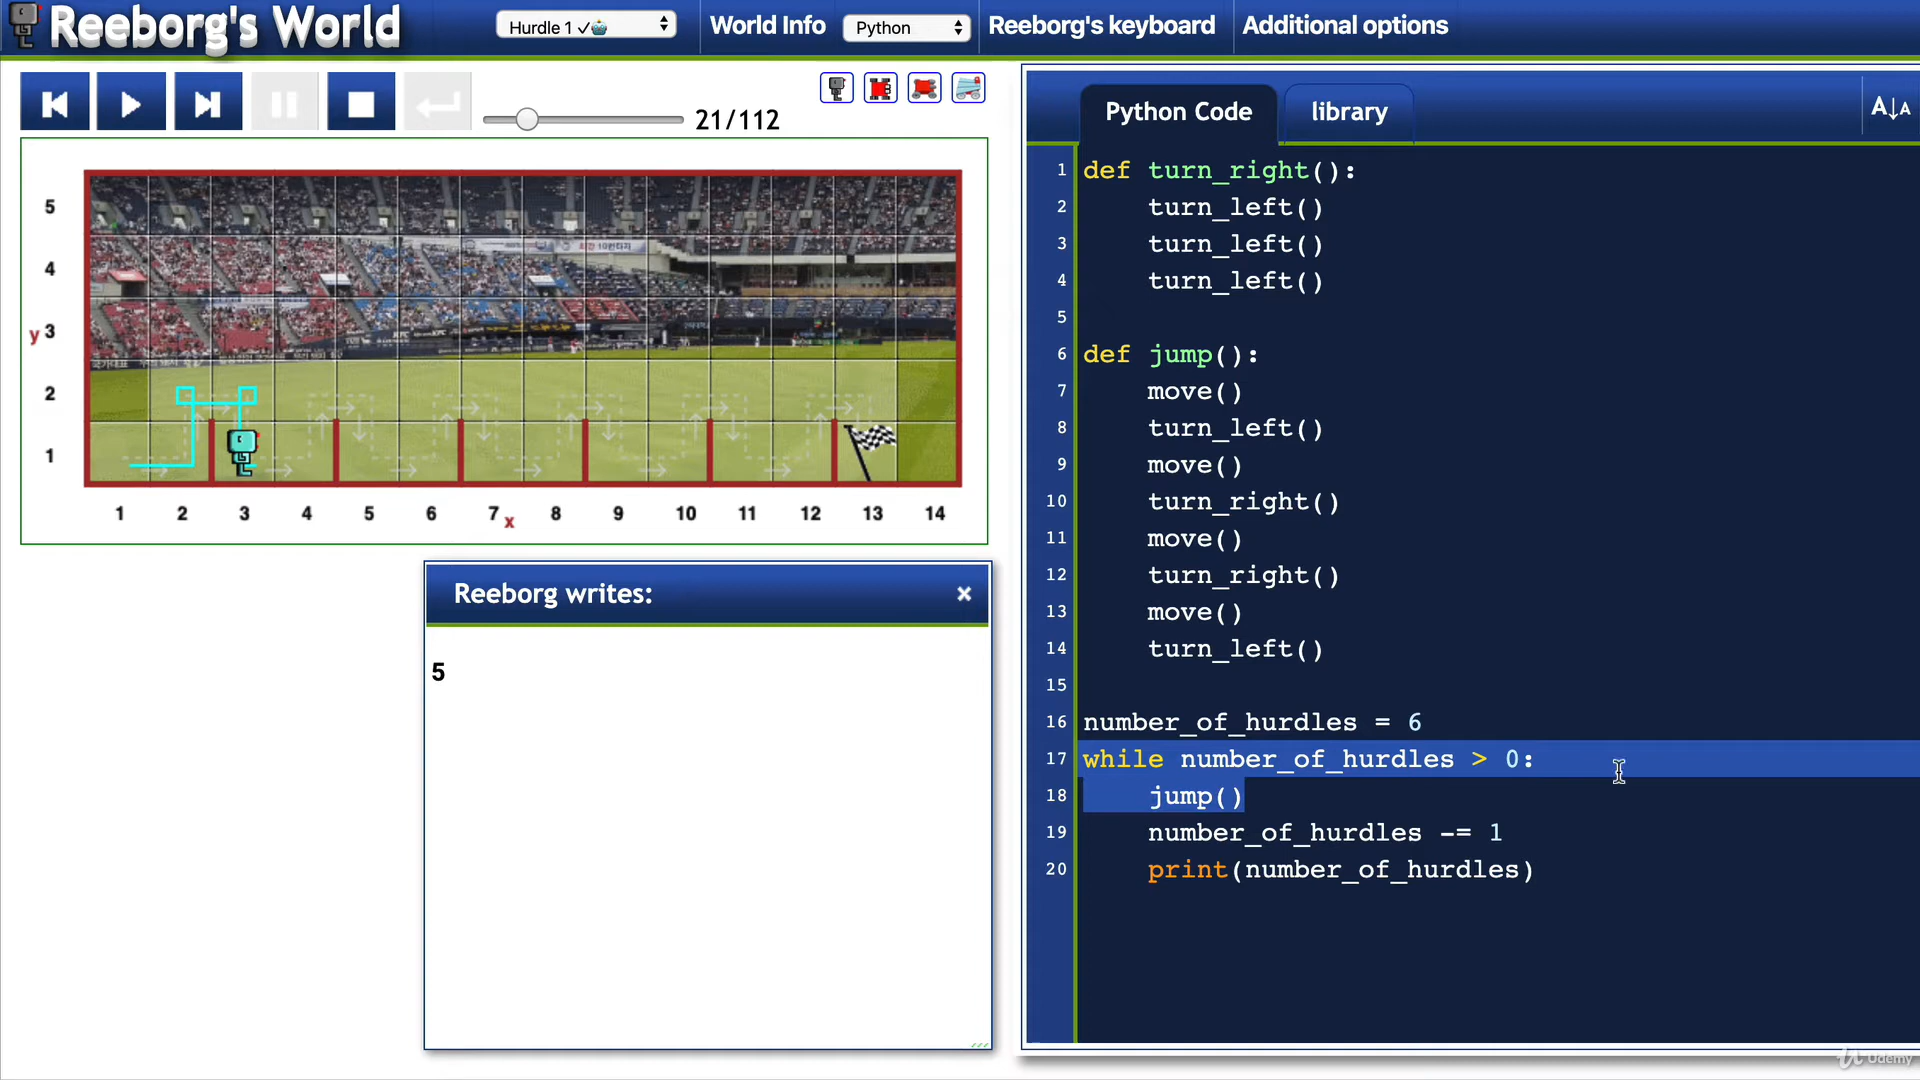 Reeborg's World
Hurdle 1 ✓
World Info
Python
Reeborg's keyboard
Additional options
21/112
Python Code
library
A↓A
5
4
y 3
2
1
1 2 3 4 5 6 7 x 8 9 10 11 12 13 14
Reeborg writes:
×
5
1 def turn_right():
2     turn_left()
3     turn_left()
4     turn_left()
5
6 def jump():
7     move()
8     turn_left()
9     move()
10     turn_right()
11     move()
12     turn_right()
13     move()
14     turn_left()
15
16 number_of_hurdles = 6
17 while number_of_hurdles > 0:
18     jump()
19     number_of_hurdles -= 1
20     print(number_of_hurdles)
Udemy